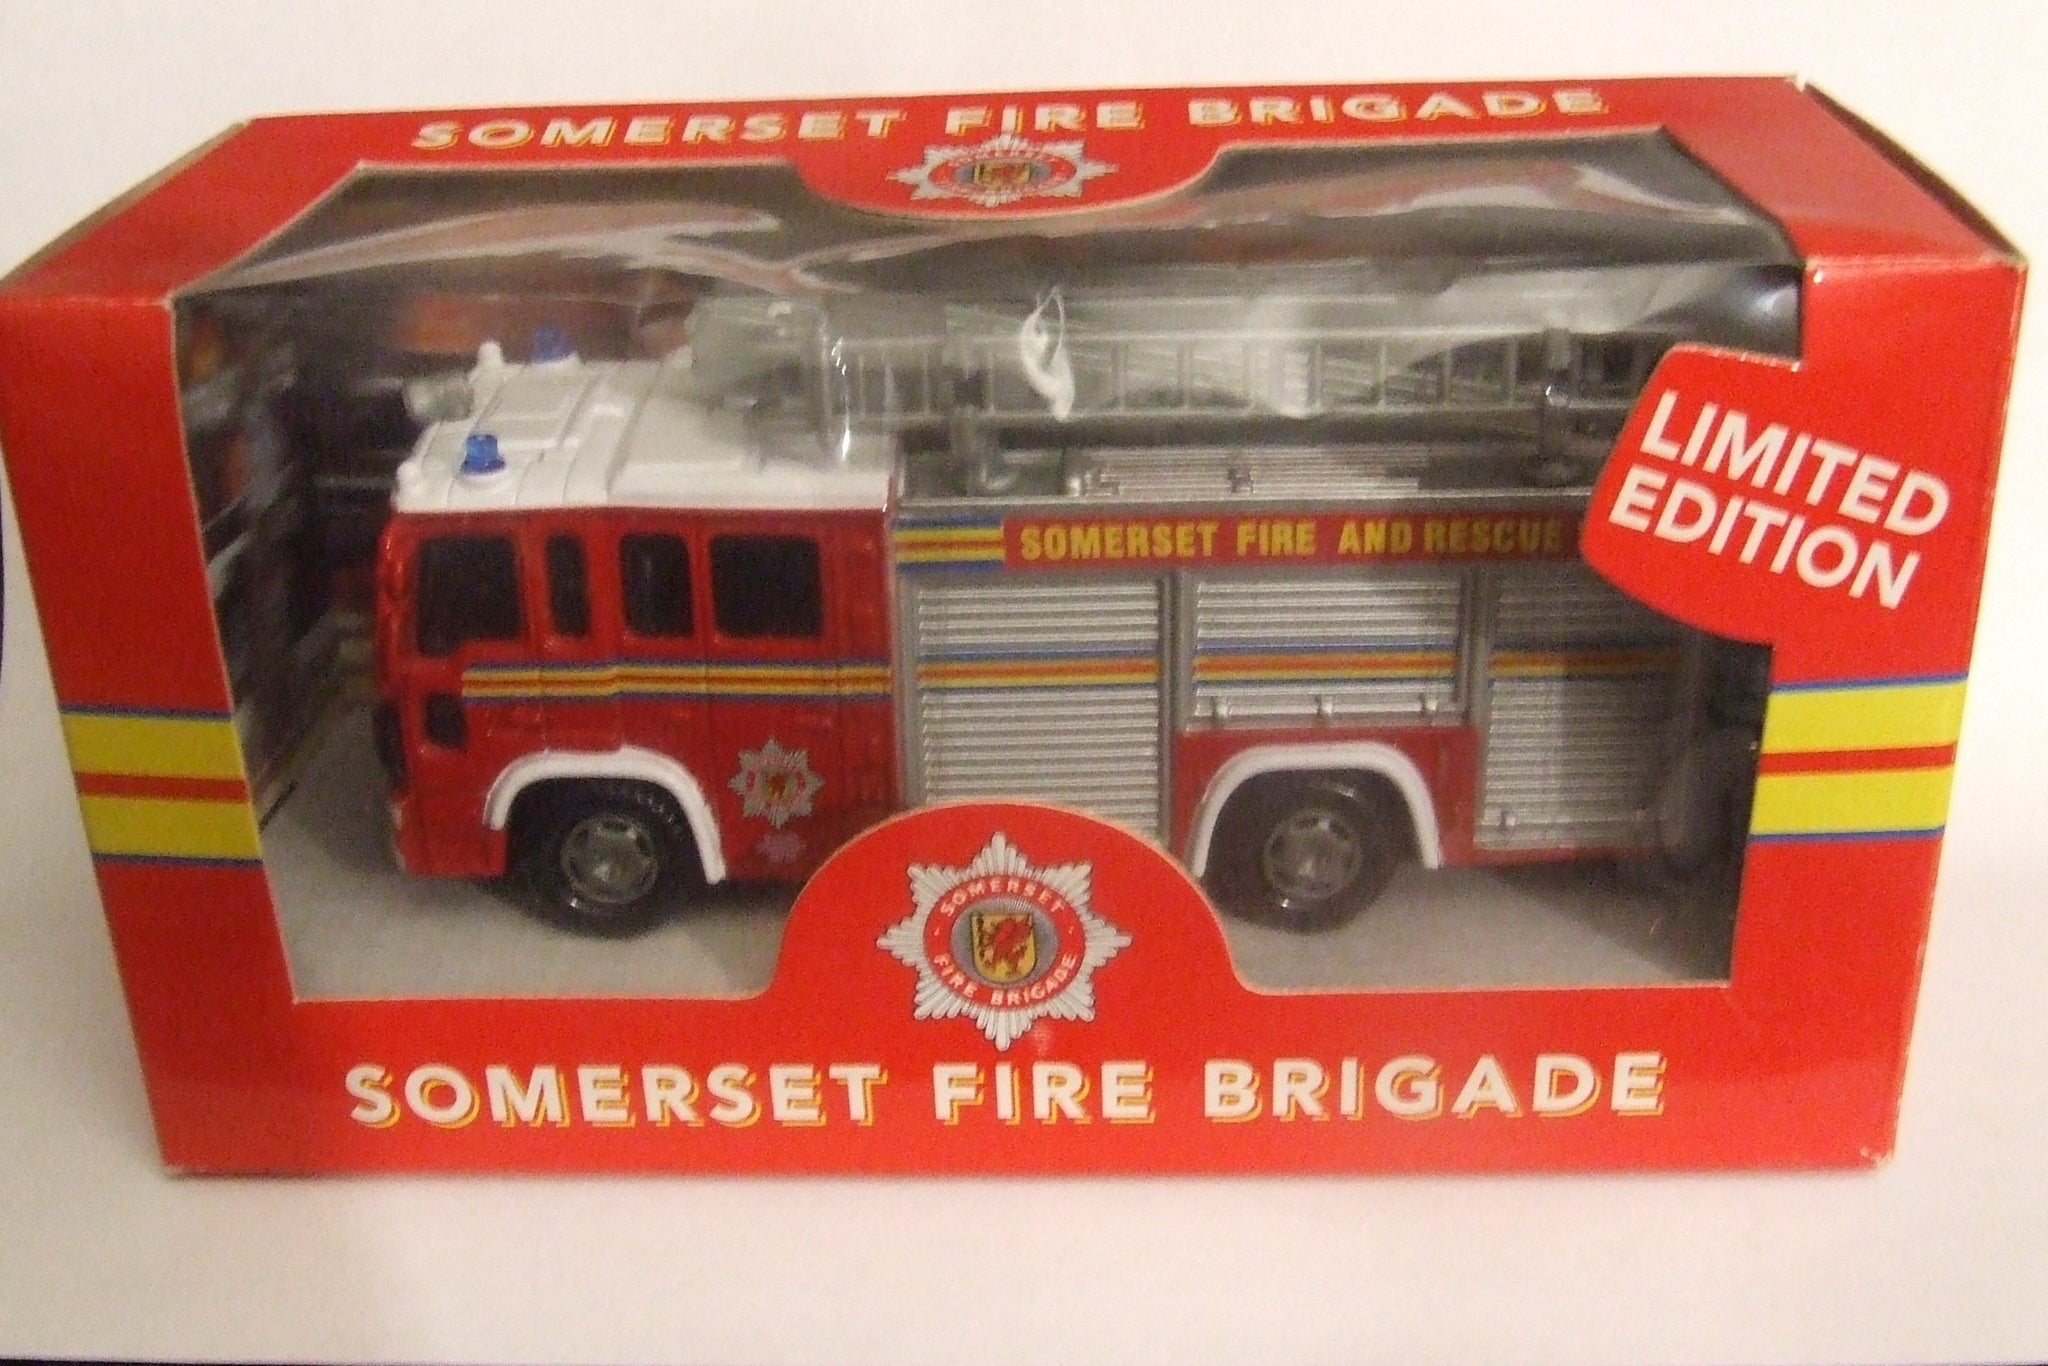 SOMERSET FIRE BRIGADE
LIMITED
EDITION
SOMERSET FIRE AND RESCUE
SOMERSET
FIRE BRIGADE
SOMERSET FIRE BRIGADE